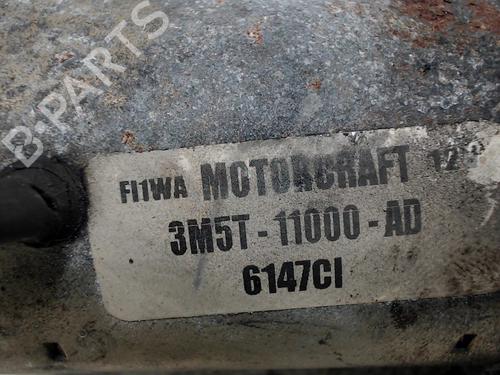 B-PARTS
FI1WA MOTORCRAFT 12V
3M5T-11000-AD
6147CI